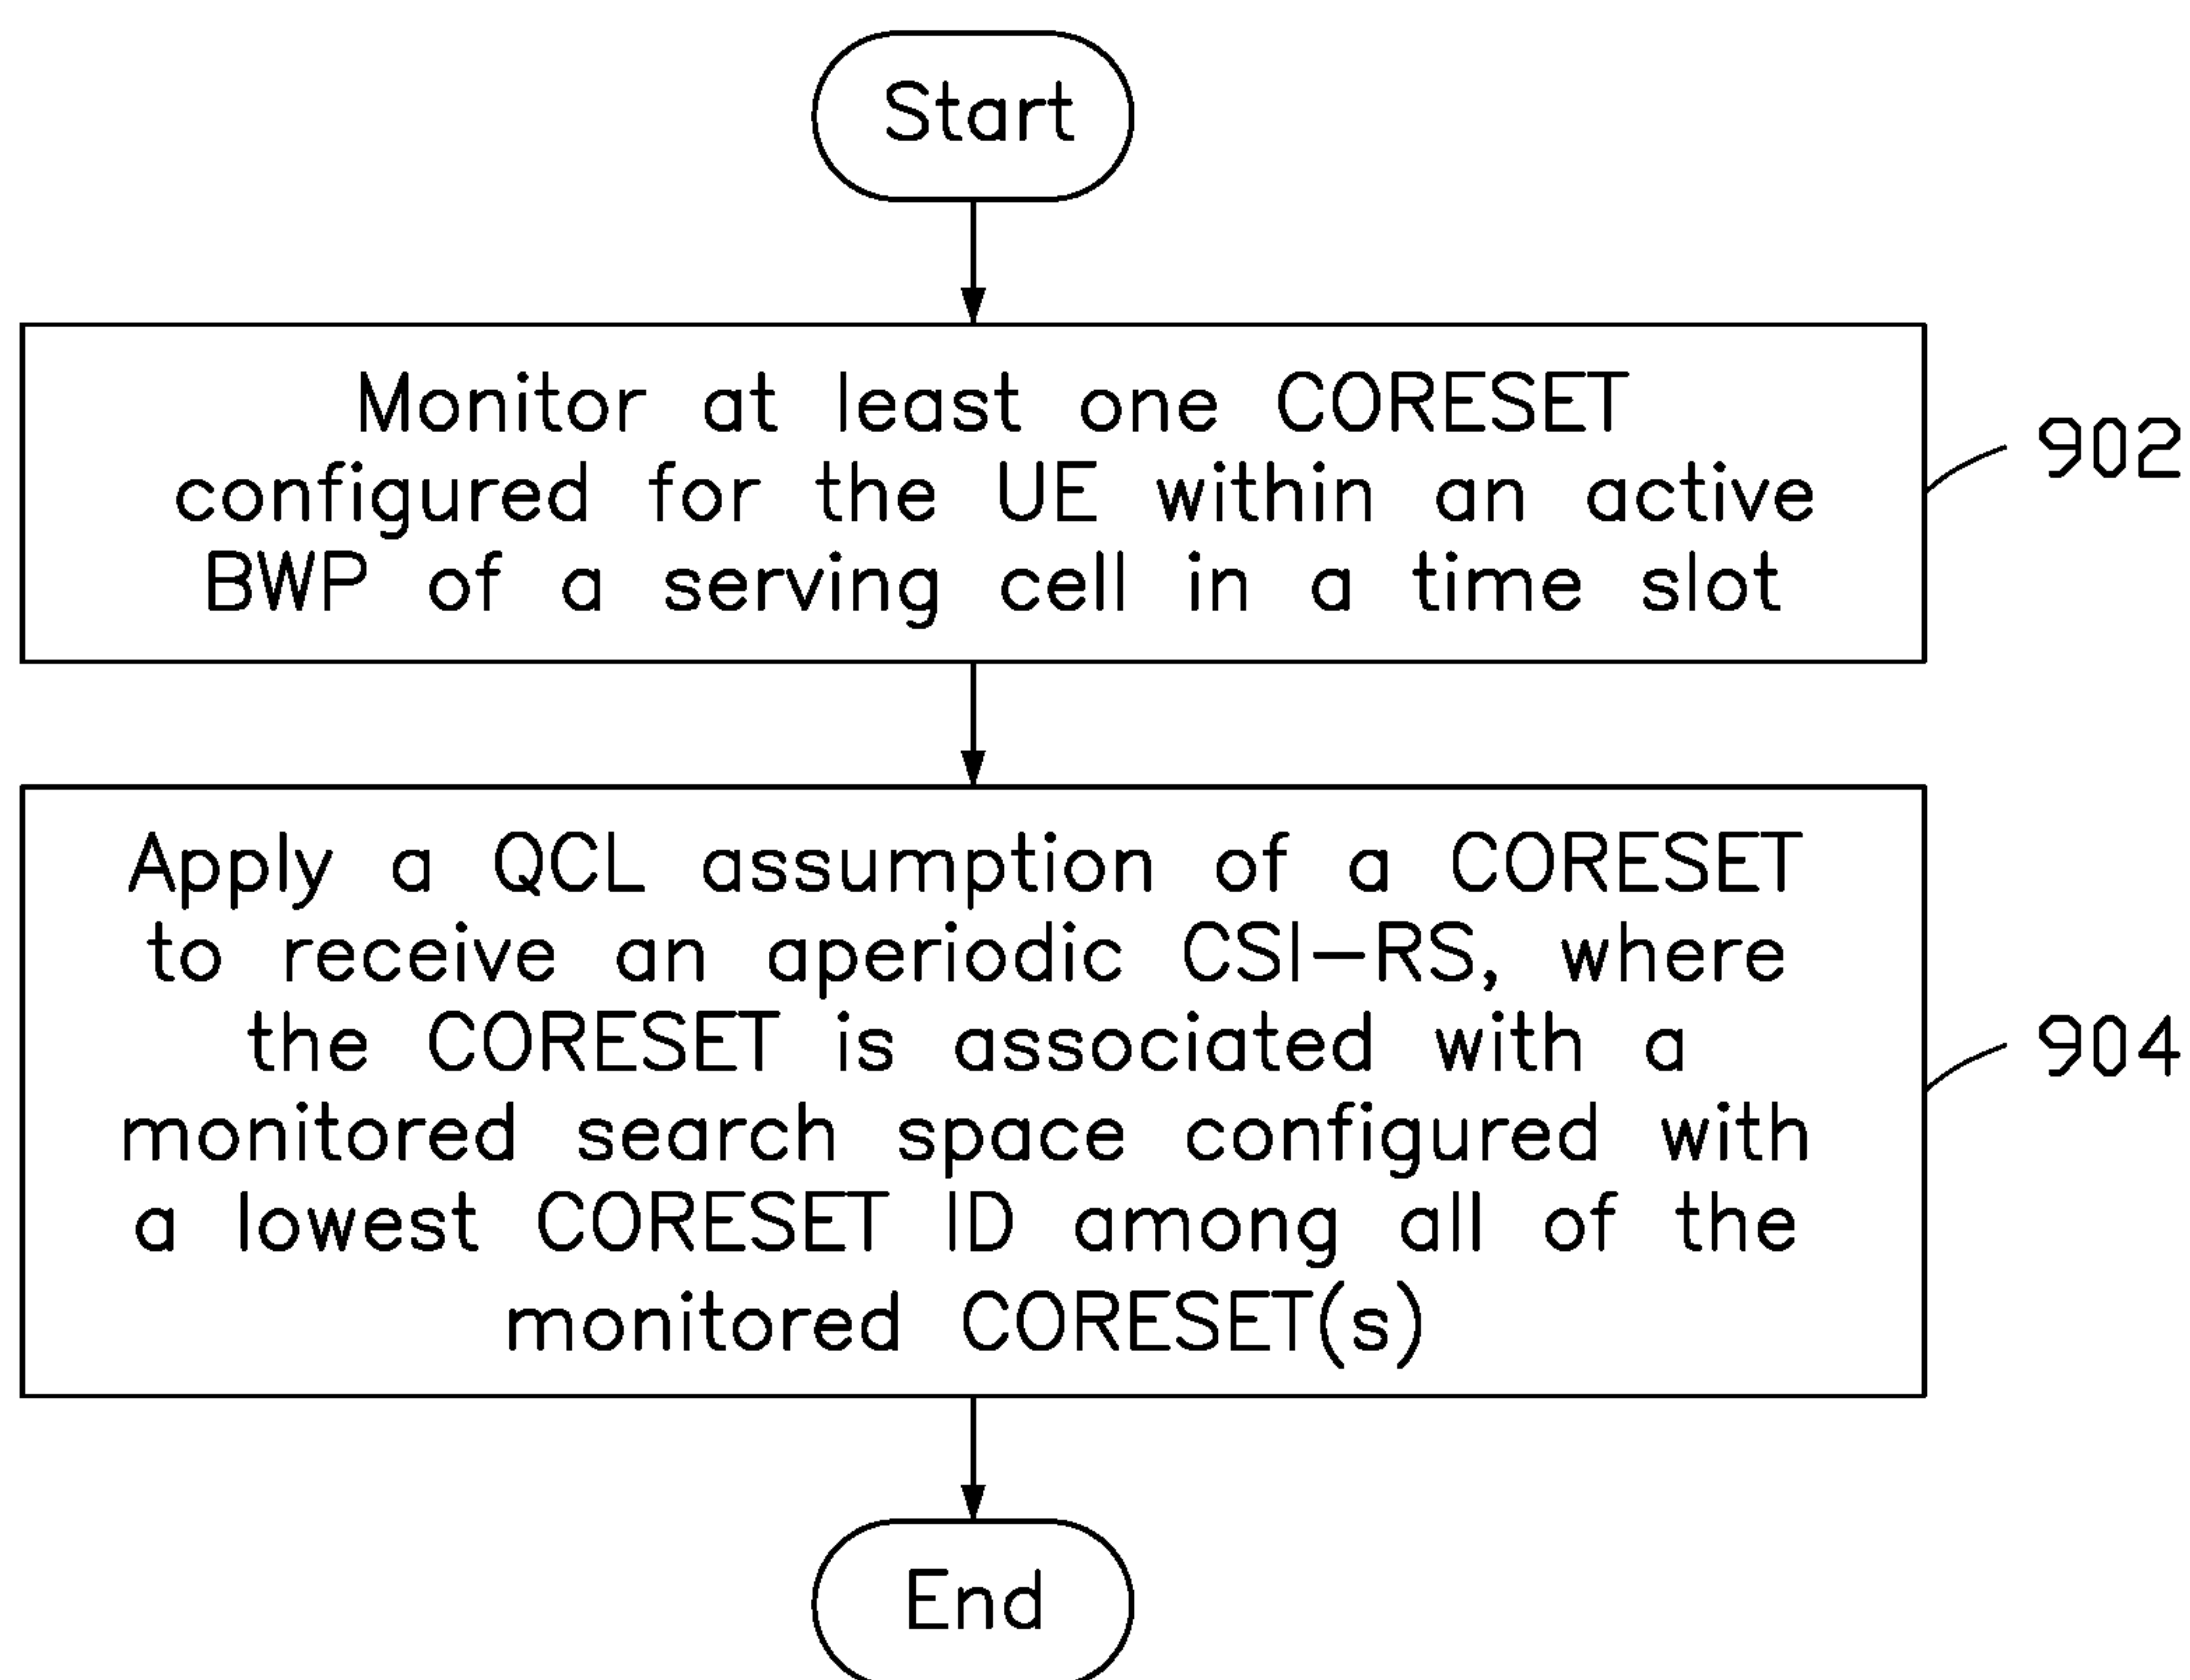 Start
Monitor at least one CORESET
configured for the UE within an active
BWP of a serving cell in a time slot
902
Apply a QCL assumption of a CORESET
to receive an aperiodic CSI-RS, where
the CORESET is associated with a
monitored search space configured with
a lowest CORESET ID among all of the
monitored CORESET(s)
904
End